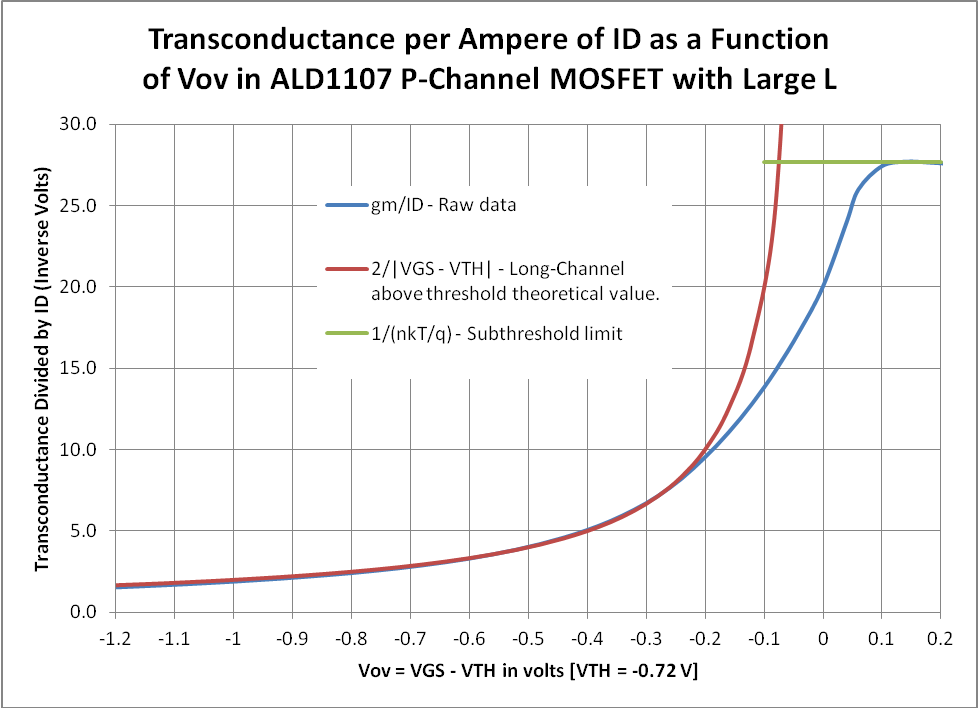 Transconductance per Ampere of ID as a Function
of Vov in ALD1107 P-Channel MOSFET with Large L
Transconductance Divided by ID (Inverse Volts)
30.0
25.0
20.0
15.0
10.0
5.0
0.0
gm/ID - Raw data
2/|VGS - VTH| - Long-Channel
above threshold theoretical value.
1/(nkT/q) - Subthreshold limit
-1.2 -1.1 -1 -0.9 -0.8 -0.7 -0.6 -0.5 -0.4 -0.3 -0.2 -0.1 0 0.1 0.2
Vov = VGS - VTH in volts [VTH = -0.72 V]